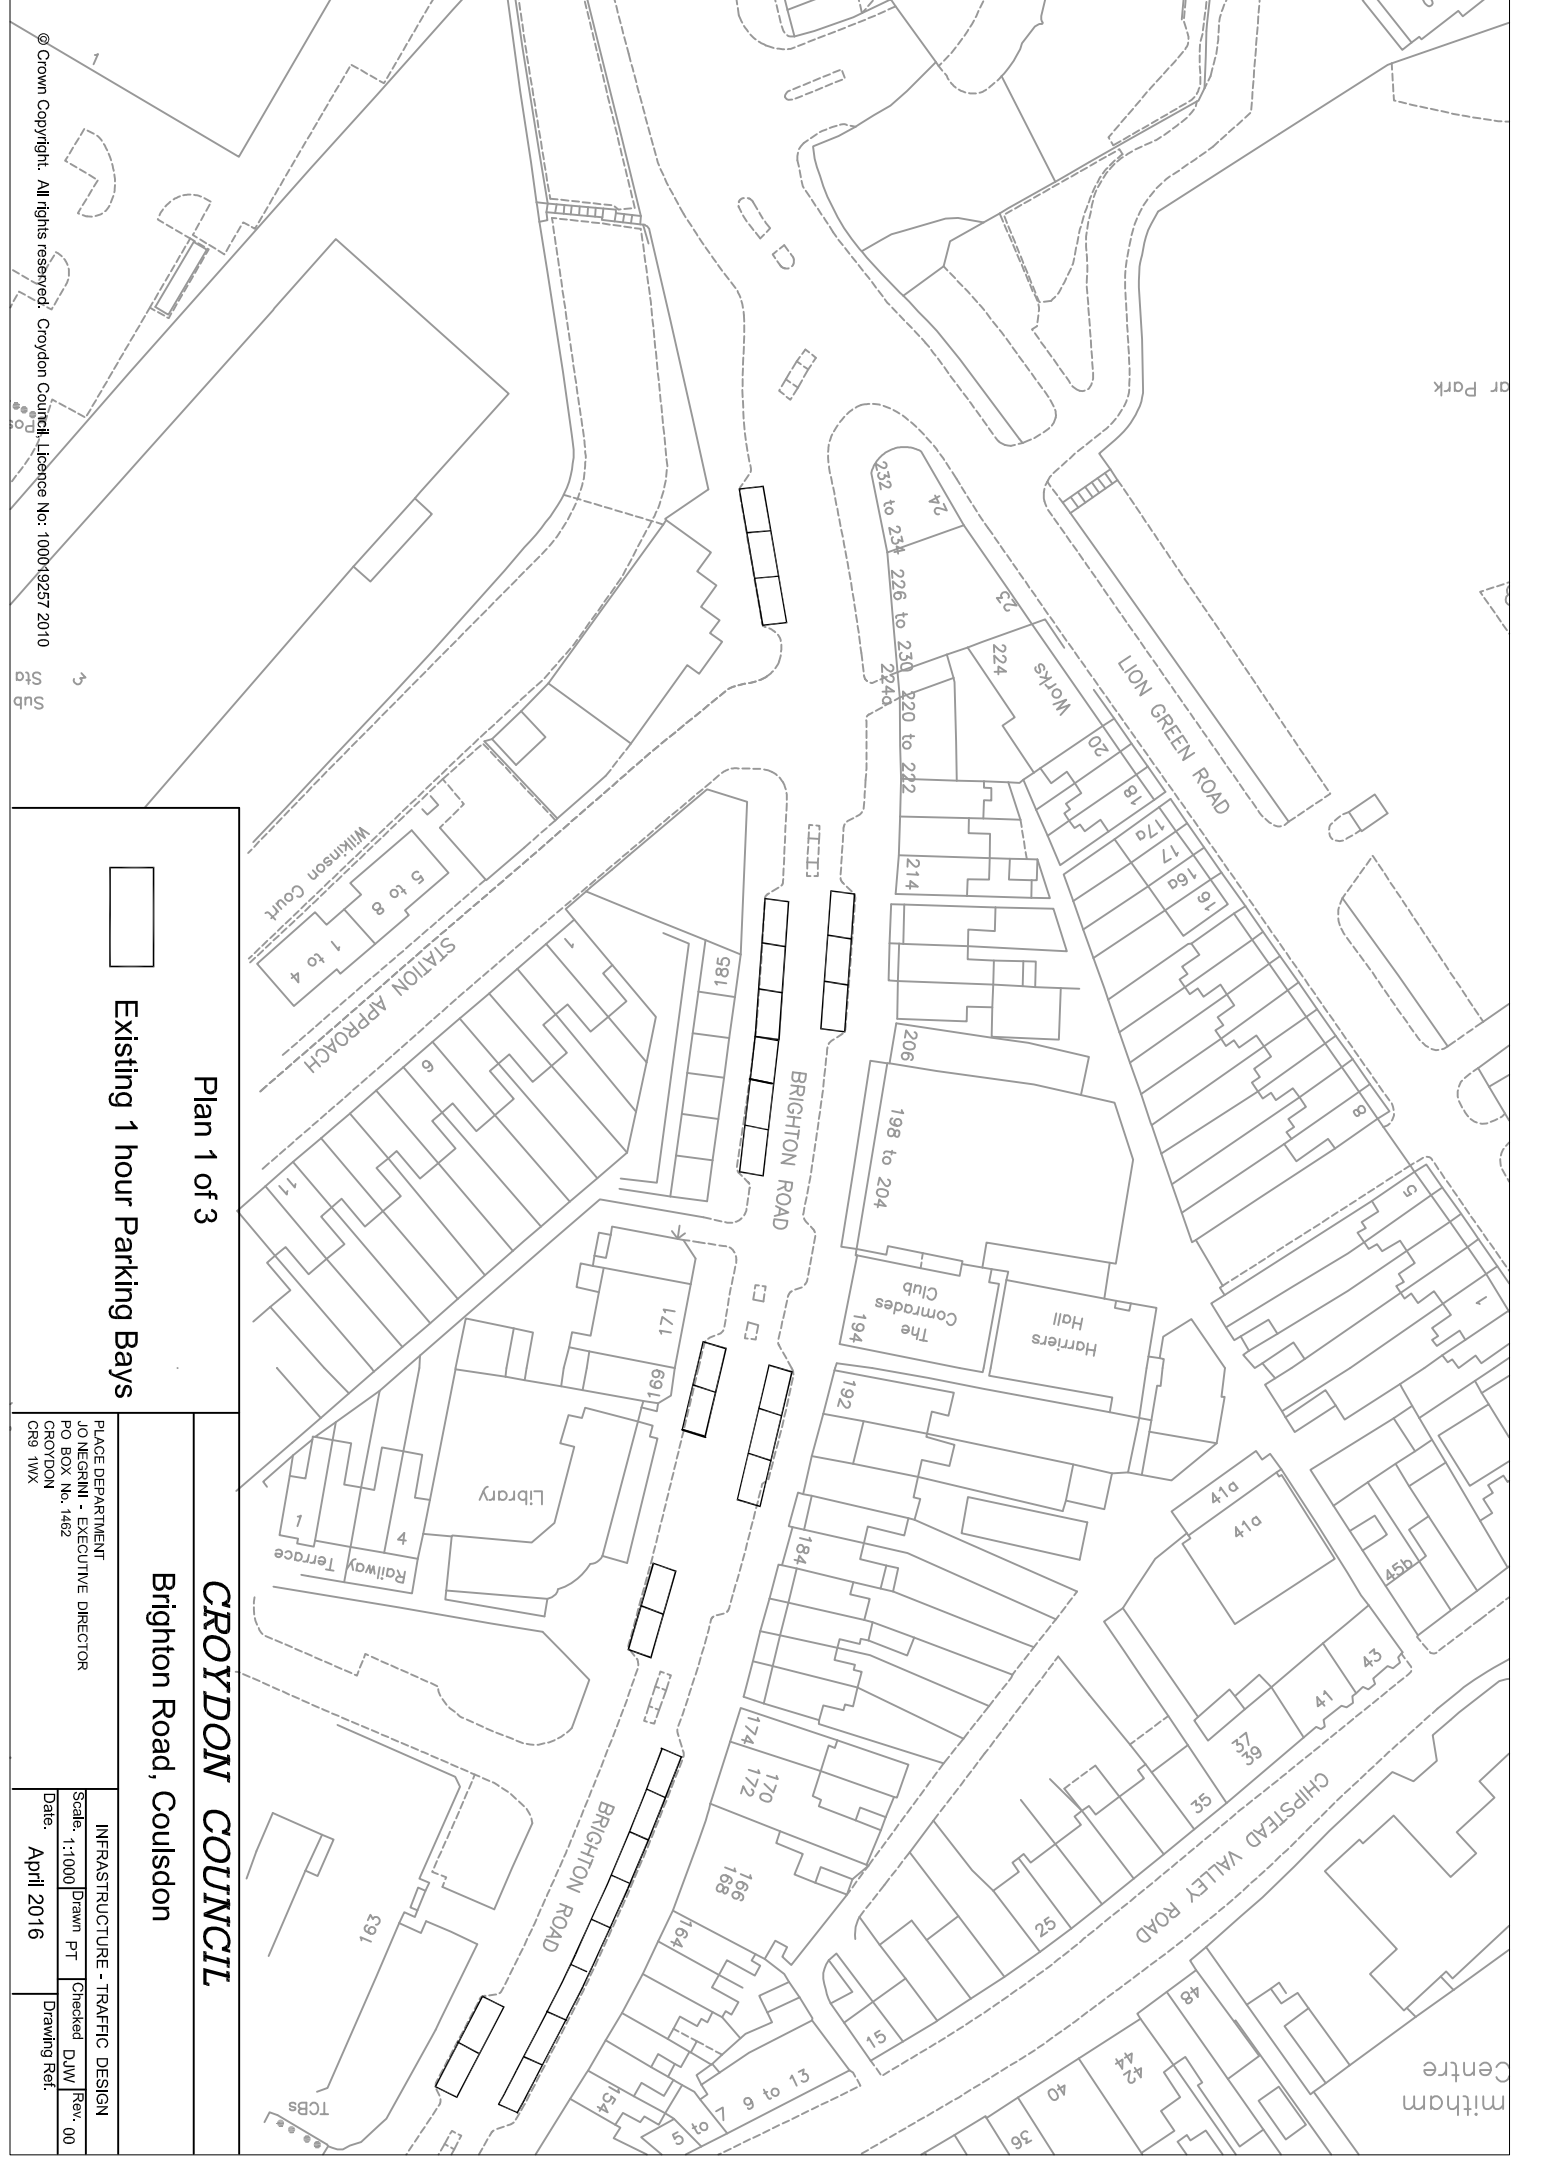 © Crown Copyright. All rights reserved. Croydon Council, Licence No: 100019257 2010
Plan 1 of 3
Existing 1 hour Parking Bays
CROYDON COUNCIL
Brighton Road, Coulsdon
PLACE DEPARTMENT
JO NEGRINI - EXECUTIVE DIRECTOR
PO BOX No. 1462
CROYDON
CR9 1WX
INFRASTRUCTURE - TRAFFIC DESIGN
Scale. 1:1000
Drawn PT
Checked DJW
Rev. 00
Date. April 2016
Drawing Ref.
1
3
Sub
Sta
ar Park
232 to 234
24
226 to 230
23
224a
224
Works
220 to 222
20
18
17a
17
16a
16
LION GREEN ROAD
214
206
198 to 204
8
5
1
Wilkinson Court
5 to 8
1 to 4
STATION APPROACH
1
6
11
185
BRIGHTON ROAD
The
Comrades
Club
Harriers
Hall
194
192
171
169
Library
1
4
Railway Terrace
184
41a
41a
45b
43
41
37
39
35
25
15
CHIPSTEAD VALLEY ROAD
174
170
172
166
168
164
BRIGHTON ROAD
163
TCBs
154
5 to 7
9 to 13
48
42
44
40
36
mitham
Centre